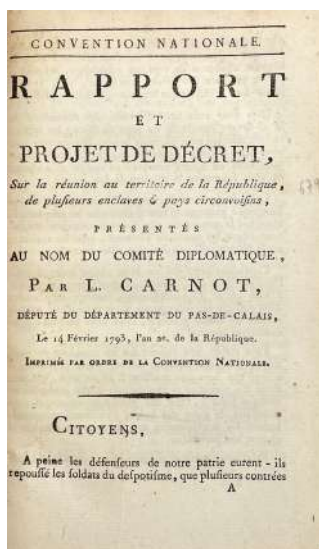 CONVENTION NATIONALE.
RAPPORT
ET
PROJET DE DÉCRET,
Sur la réunion au territoire de la République,
de pluſieurs enclaves & pays circonvoiſins,
PRÉSENTÉS
AU NOM DU COMITÉ DIPLOMATIQUE,
PAR L. CARNOT,
DÉPUTÉ DU DÉPARTEMENT DU PAS-DE-CALAIS,
Le 14 Février 1793, l'an 2e. de la République.
IMPRIMÉS PAR ORDRE DE LA CONVENTION NATIONALE.
CITOYENS,
A peine les défenſeurs de notre patrie eurent-ils
repouſſé les ſoldats du deſpotiſme, que pluſieurs contrées
A